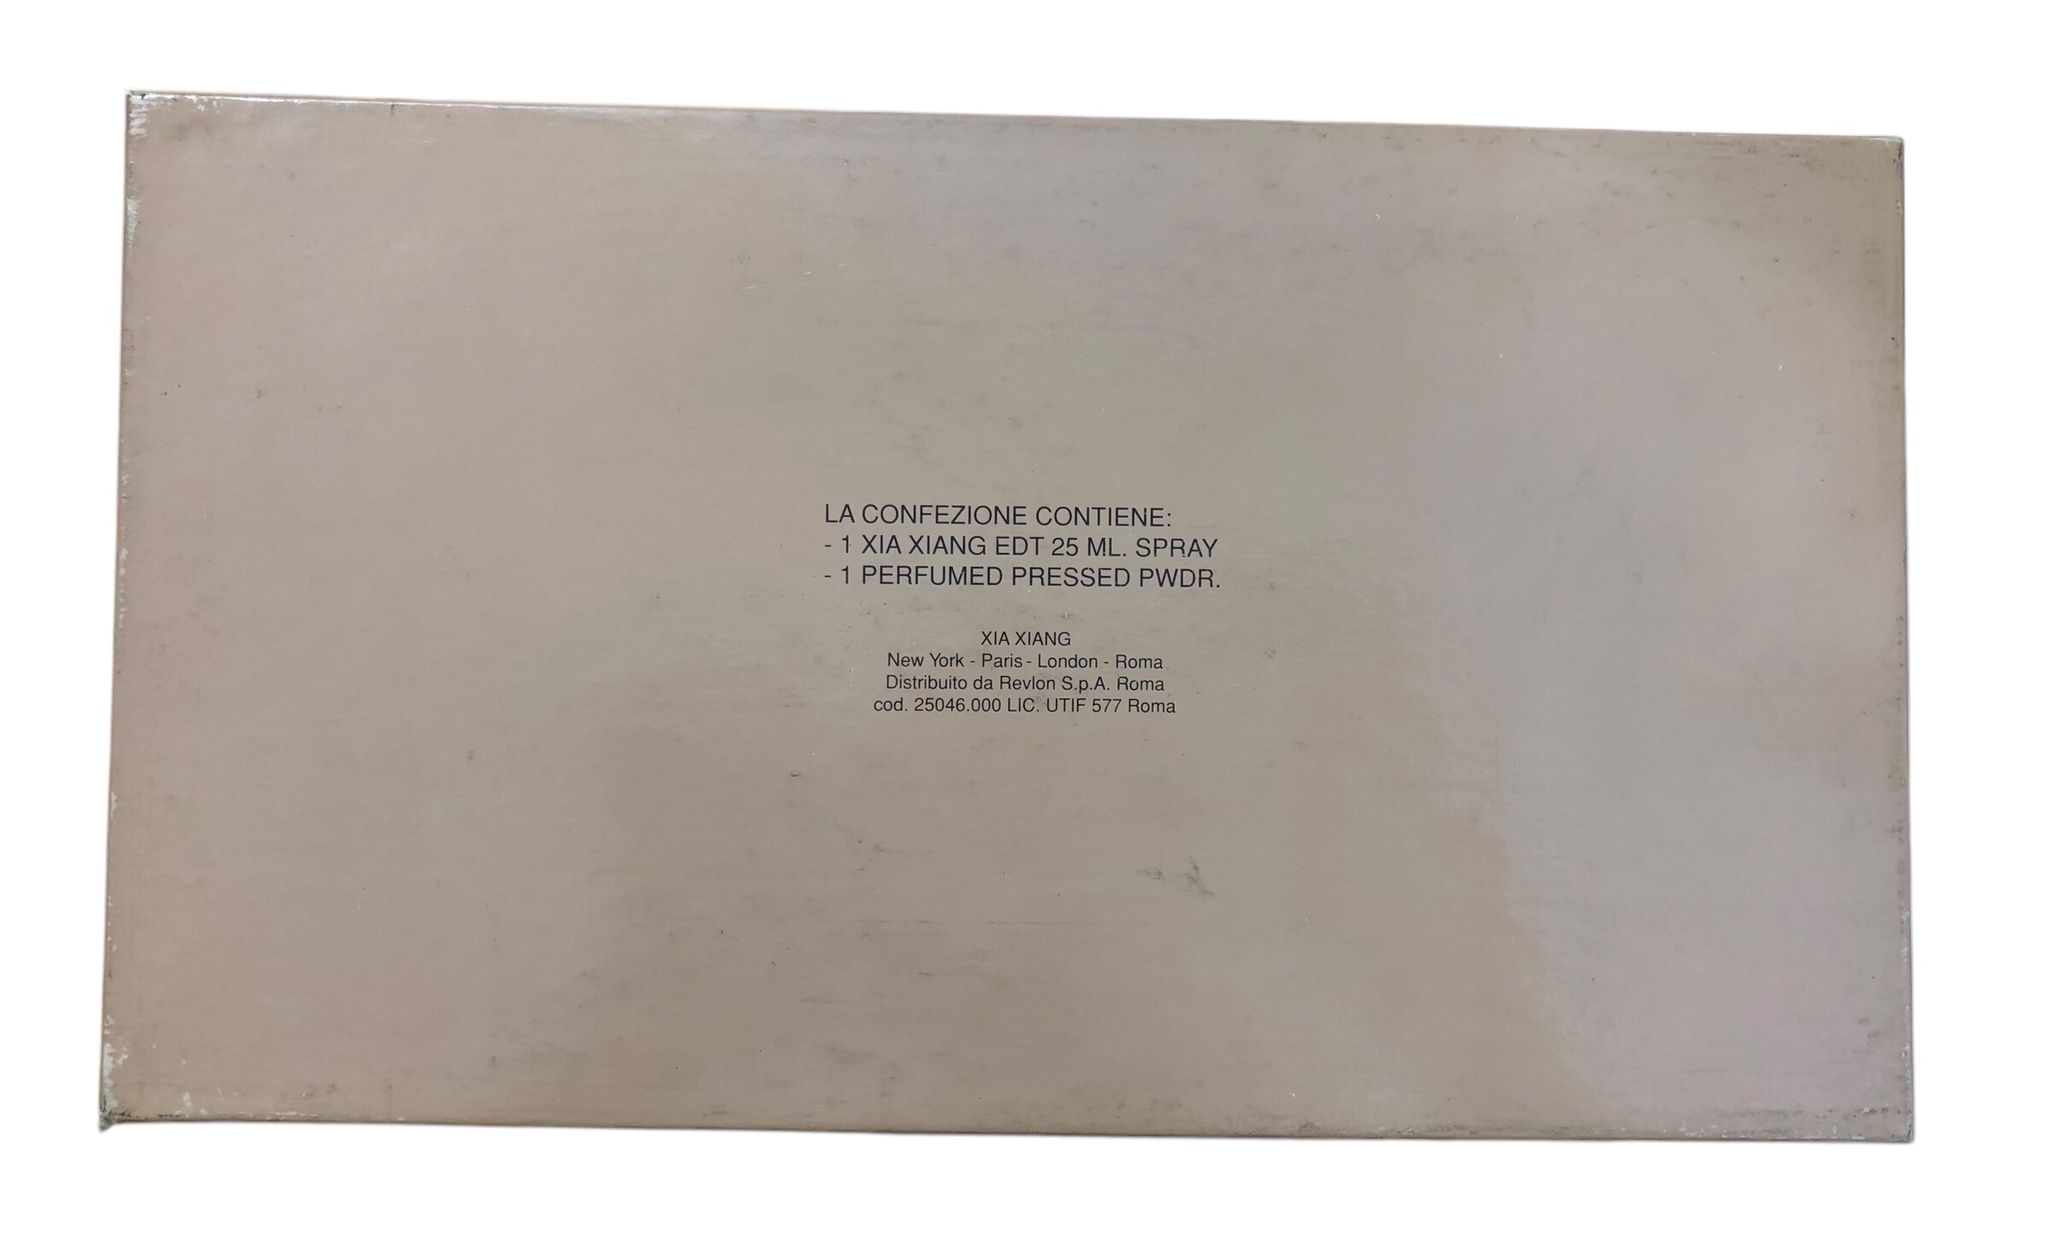 LA CONFEZIONE CONTIENE:
- 1 XIA XIANG EDT 25 ML. SPRAY
- 1 PERFUMED PRESSED PWDR.
XIA XIANG
New York - Paris - London - Roma
Distribuito da Revlon S.p.A. Roma
cod. 25046.000 LIC. UTIF 577 Roma